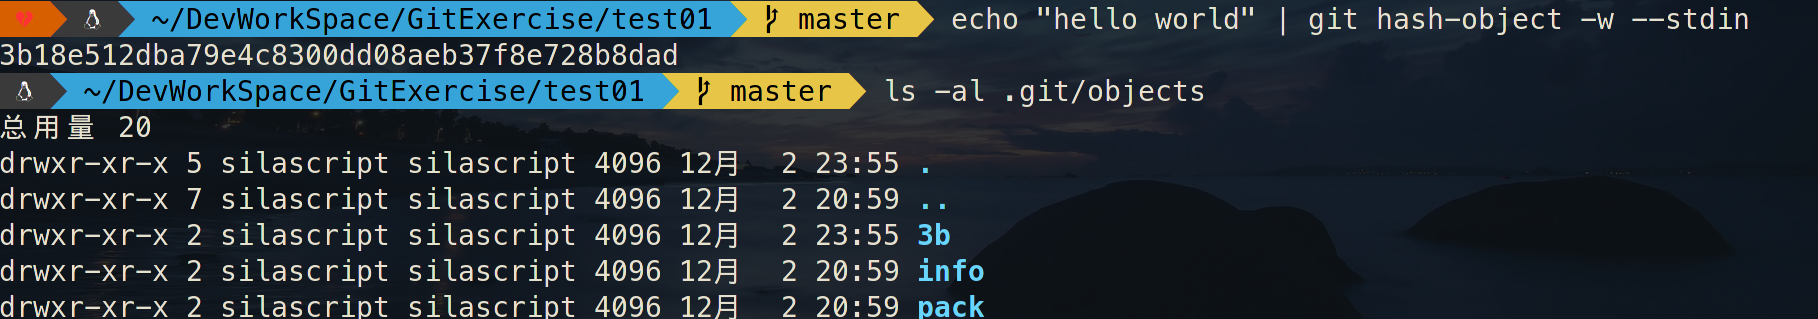 ~/DevWorkSpace/GitExercise/test01 master echo "hello world" | git hash-object -w --stdin
3b18e512dba79e4c8300dd08aeb37f8e728b8dad
~/DevWorkSpace/GitExercise/test01 master ls -al .git/objects
总用量 20
drwxr-xr-x 5 silascript silascript 4096 12月  2 23:55 .
drwxr-xr-x 7 silascript silascript 4096 12月  2 20:59 ..
drwxr-xr-x 2 silascript silascript 4096 12月  2 23:55 3b
drwxr-xr-x 2 silascript silascript 4096 12月  2 20:59 info
drwxr-xr-x 2 silascript silascript 4096 12月  2 20:59 pack